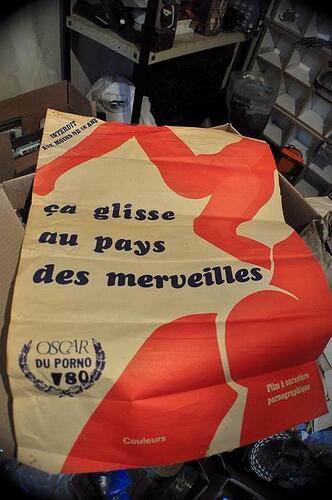 INTERDIT
AUX MOINS DE 18 ANS
ça glisse
au pays
des merveilles
OSCAR
DU PORNO
80
Film à caractère
pornographique
Couleurs